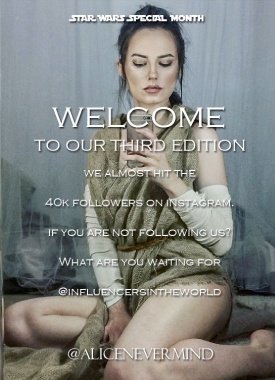 STAR WARS SPECIAL MONTH
WELCOME
TO OUR THIRD EDITION
WE ALMOST HIT THE
40K FOLLOWERS ON INSTAGRAM.
IF YOU ARE NOT FOLLOWING US?
WHAT ARE YOU WAITING FOR
@INFLUENCERSINTHEWORLD
@ALICENEVERMIND